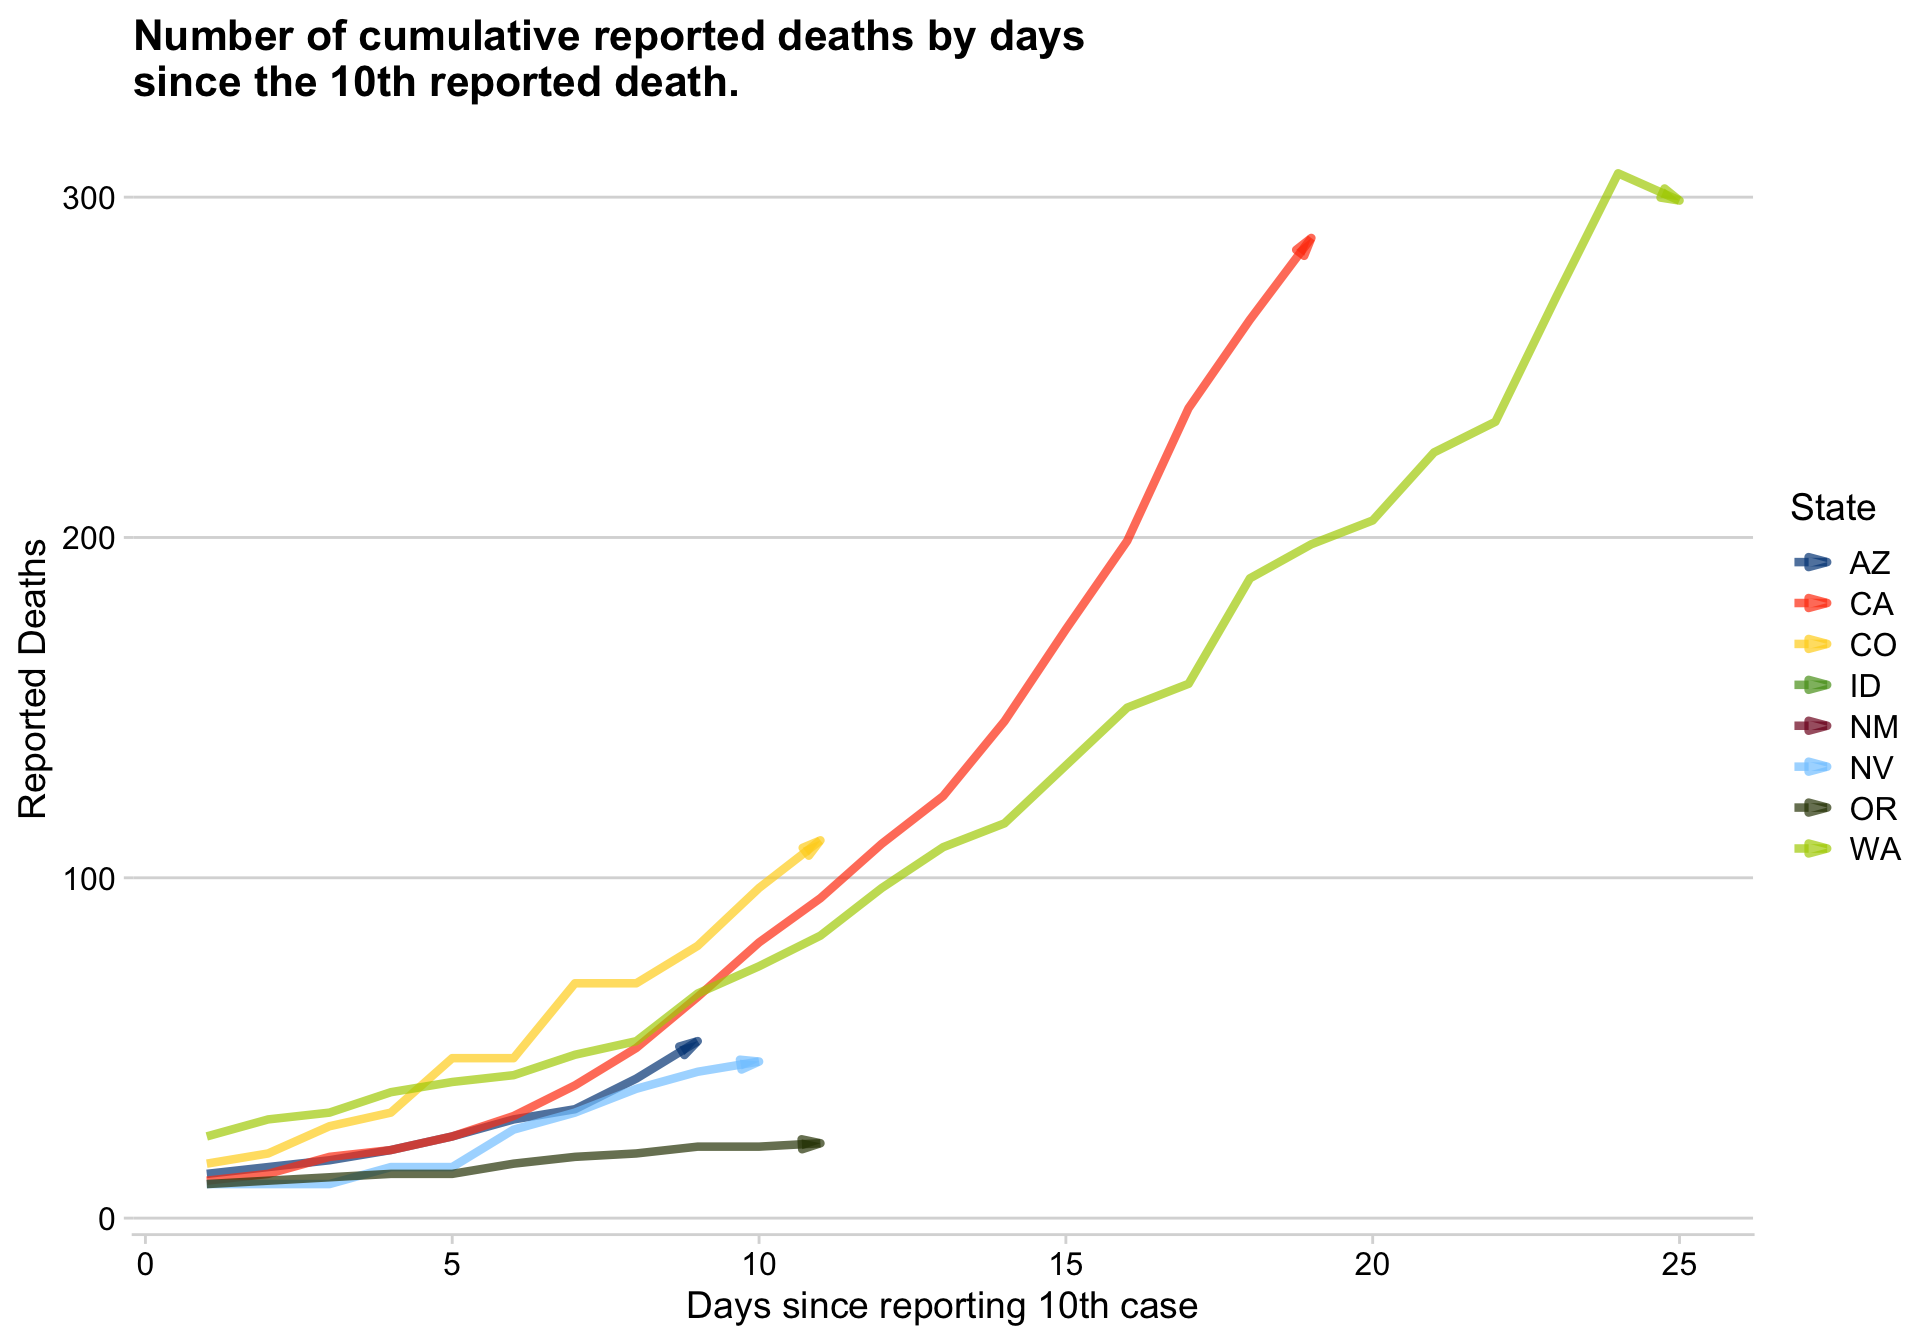 Number of cumulative reported deaths by days
since the 10th reported death.
300
200
100
0
Reported Deaths
0 5 10 15 20 25
Days since reporting 10th case
State
AZ
CA
CO
ID
NM
NV
OR
WA